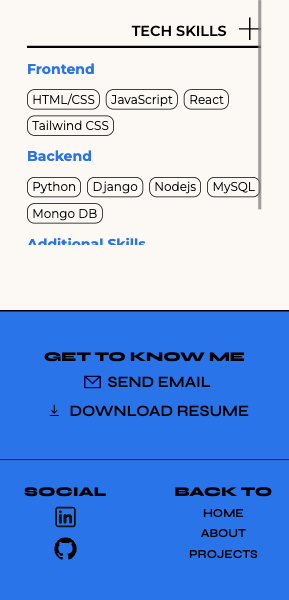 TECH SKILLS
Frontend
HTML/CSS JavaScript React
Tailwind CSS
Backend
Python Django Nodejs MySQL
Mongo DB
Additional Skills
GET TO KNOW ME
SEND EMAIL
DOWNLOAD RESUME
SOCIAL
in
BACK TO
HOME
ABOUT
PROJECTS